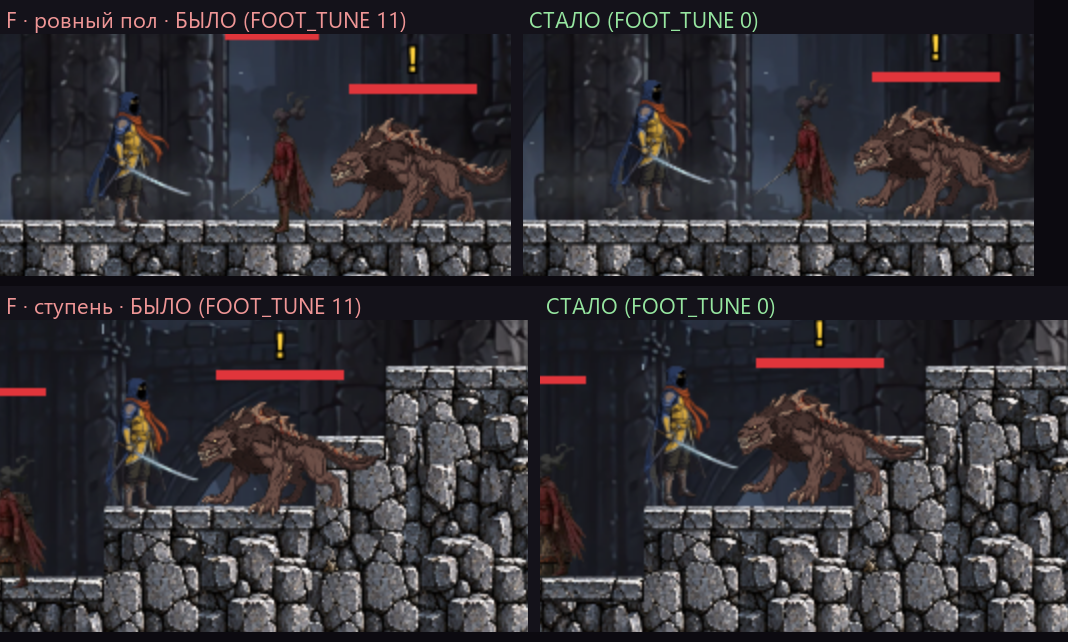 F · ровный пол · БЫЛО (FOOT_TUNE 11)
СТАЛО (FOOT_TUNE 0)
!
!
F · ступень · БЫЛО (FOOT_TUNE 11)
СТАЛО (FOOT_TUNE 0)
!
!